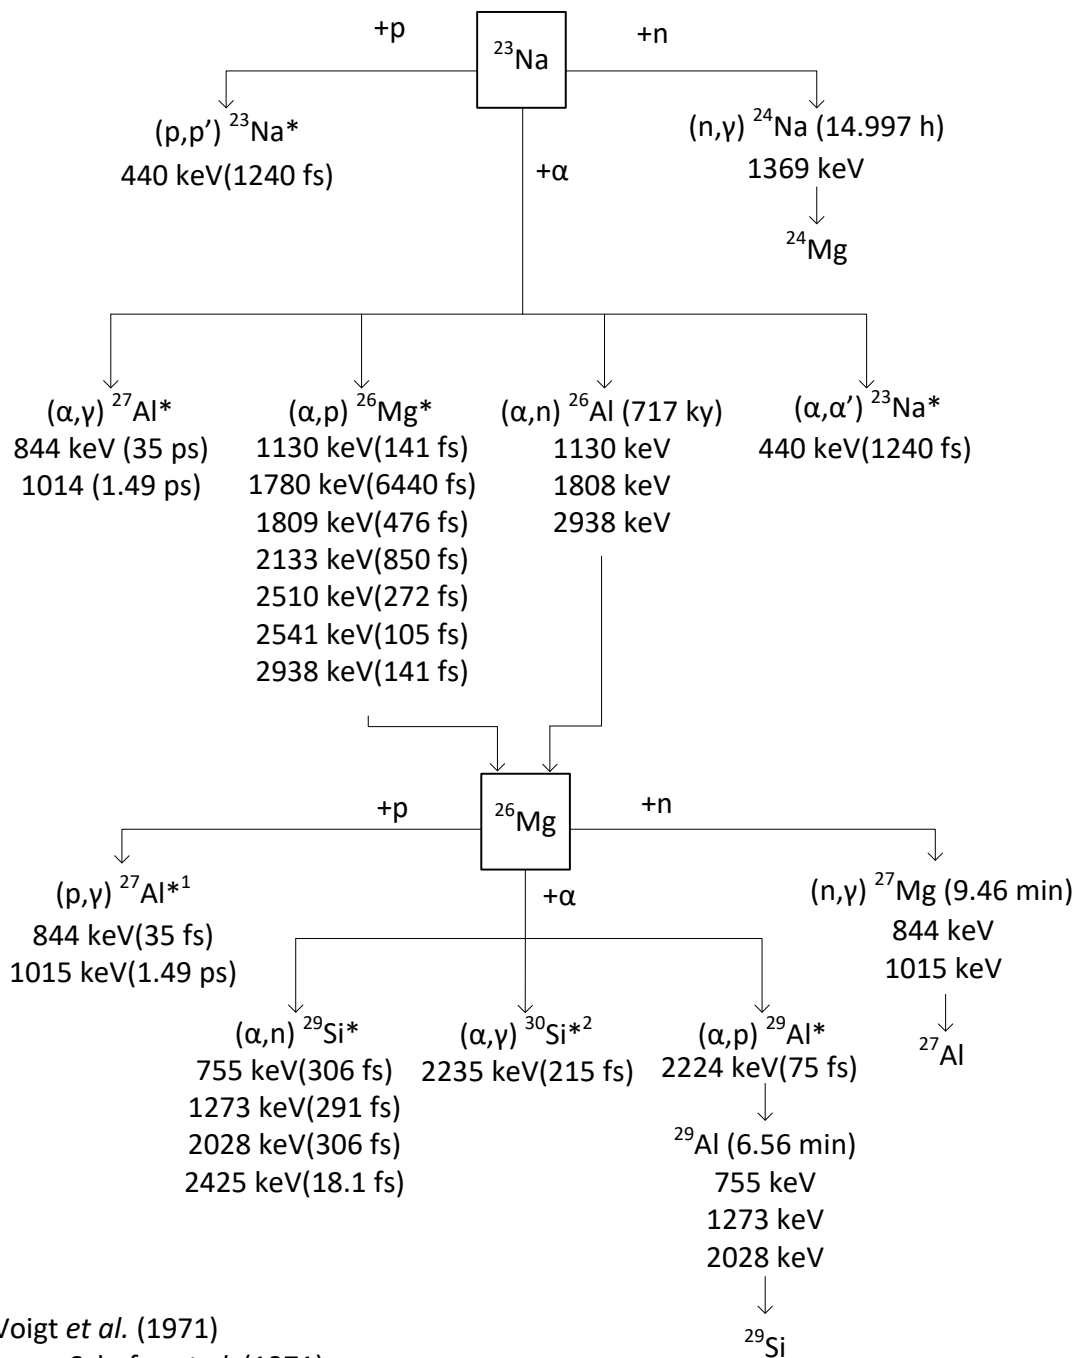 +p
²³Na
+n
(p,p’) ²³Na*
440 keV(1240 fs)
(n,γ) ²⁴Na (14.997 h)
1369 keV
²⁴Mg
+α
(α,γ) ²⁷Al*
844 keV (35 ps)
1014 (1.49 ps)
(α,p) ²⁶Mg*
1130 keV(141 fs)
1780 keV(6440 fs)
1809 keV(476 fs)
2133 keV(850 fs)
2510 keV(272 fs)
2541 keV(105 fs)
2938 keV(141 fs)
(α,n) ²⁶Al (717 ky)
1130 keV
1808 keV
2938 keV
(α,α’) ²³Na*
440 keV(1240 fs)
+p
²⁶Mg
+n
(p,γ) ²⁷Al*¹
844 keV(35 fs)
1015 keV(1.49 ps)
+α
(n,γ) ²⁷Mg (9.46 min)
844 keV
1015 keV
²⁷Al
(α,n) ²⁹Si*
755 keV(306 fs)
1273 keV(291 fs)
2028 keV(306 fs)
2425 keV(18.1 fs)
(α,γ) ³⁰Si*²
2235 keV(215 fs)
(α,p) ²⁹Al*
2224 keV(75 fs)
²⁹Al (6.56 min)
755 keV
1273 keV
2028 keV
²⁹Si
Voigt et al. (1971)
(1971)